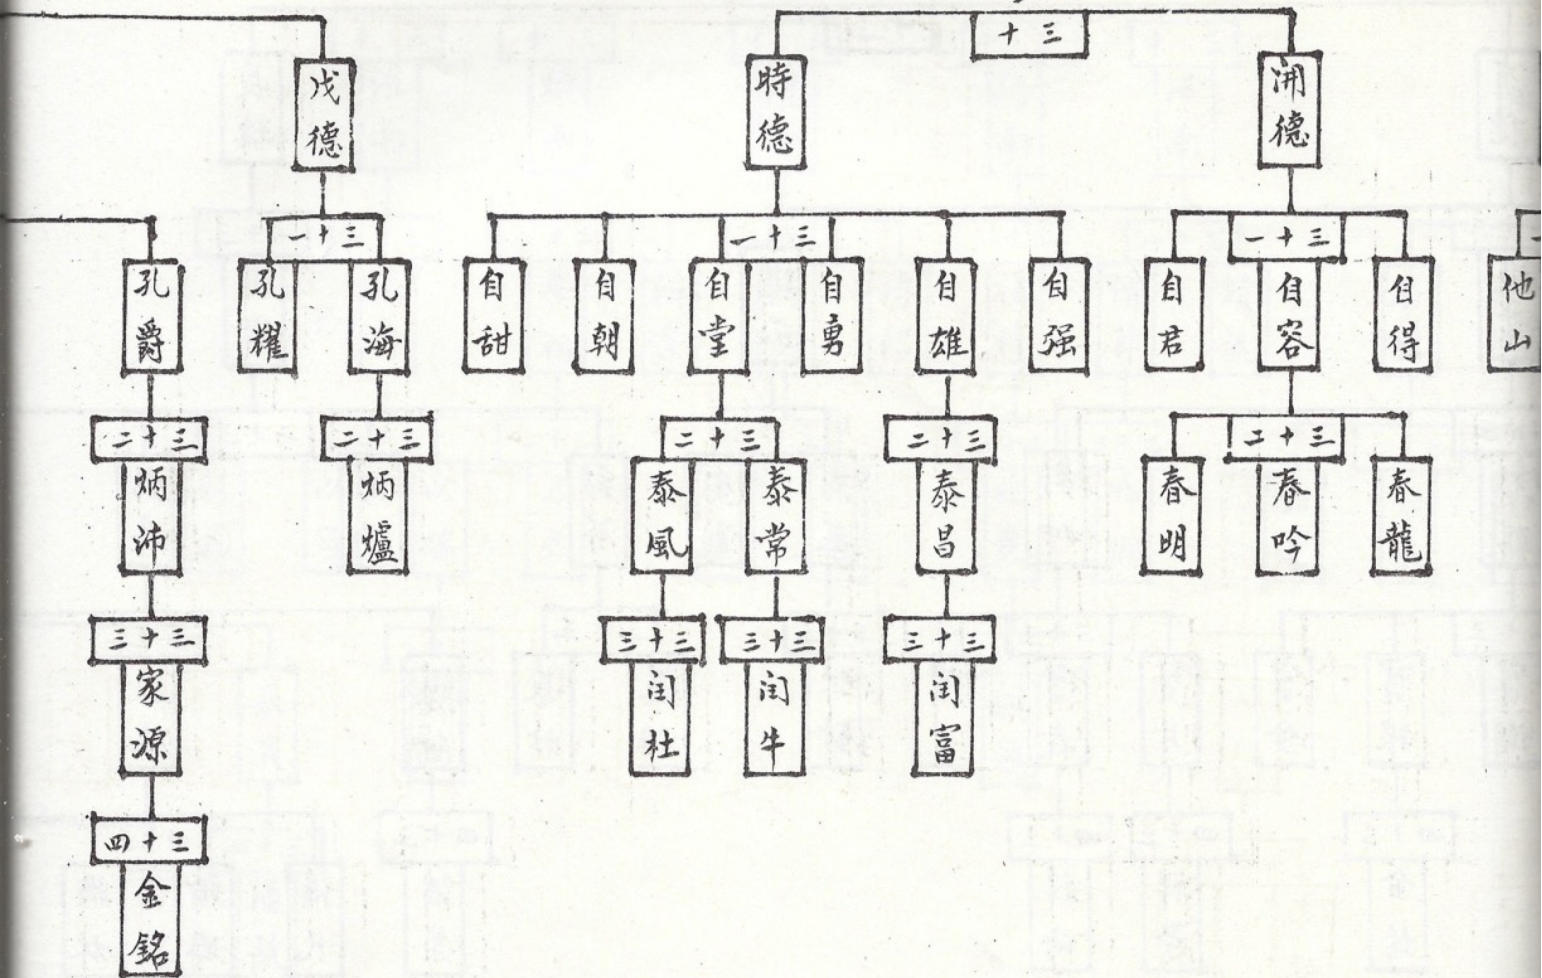 十三
開德
時德
戊德
一十三
一十三
一十三
他山
自得
自容
自君
自强
自雄
自勇
自堂
自朝
自甜
孔海
孔耀
孔爵
二十三
二十三
二十三
二十三
二十三
春龍
春吟
春明
泰昌
泰常
泰風
炳爐
炳沛
三十三
三十三
三十三
三十三
闰富
闰牛
闰杜
家源
四十三
金銘